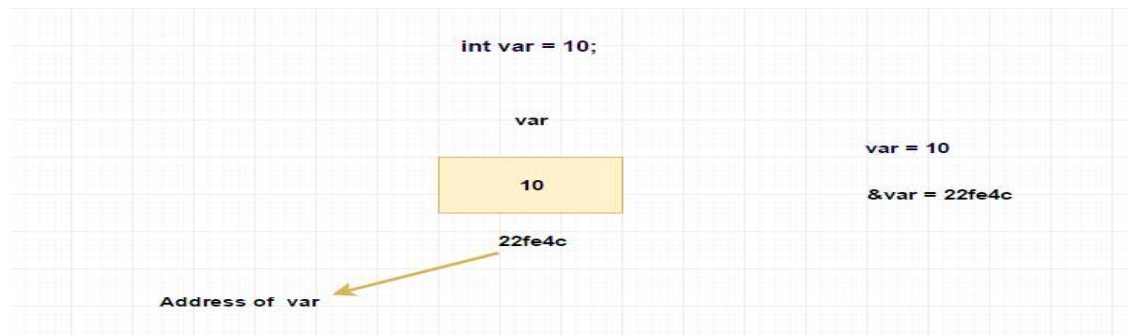 int var = 10;
var
var = 10
10
&var = 22fe4c
22fe4c
Address of var